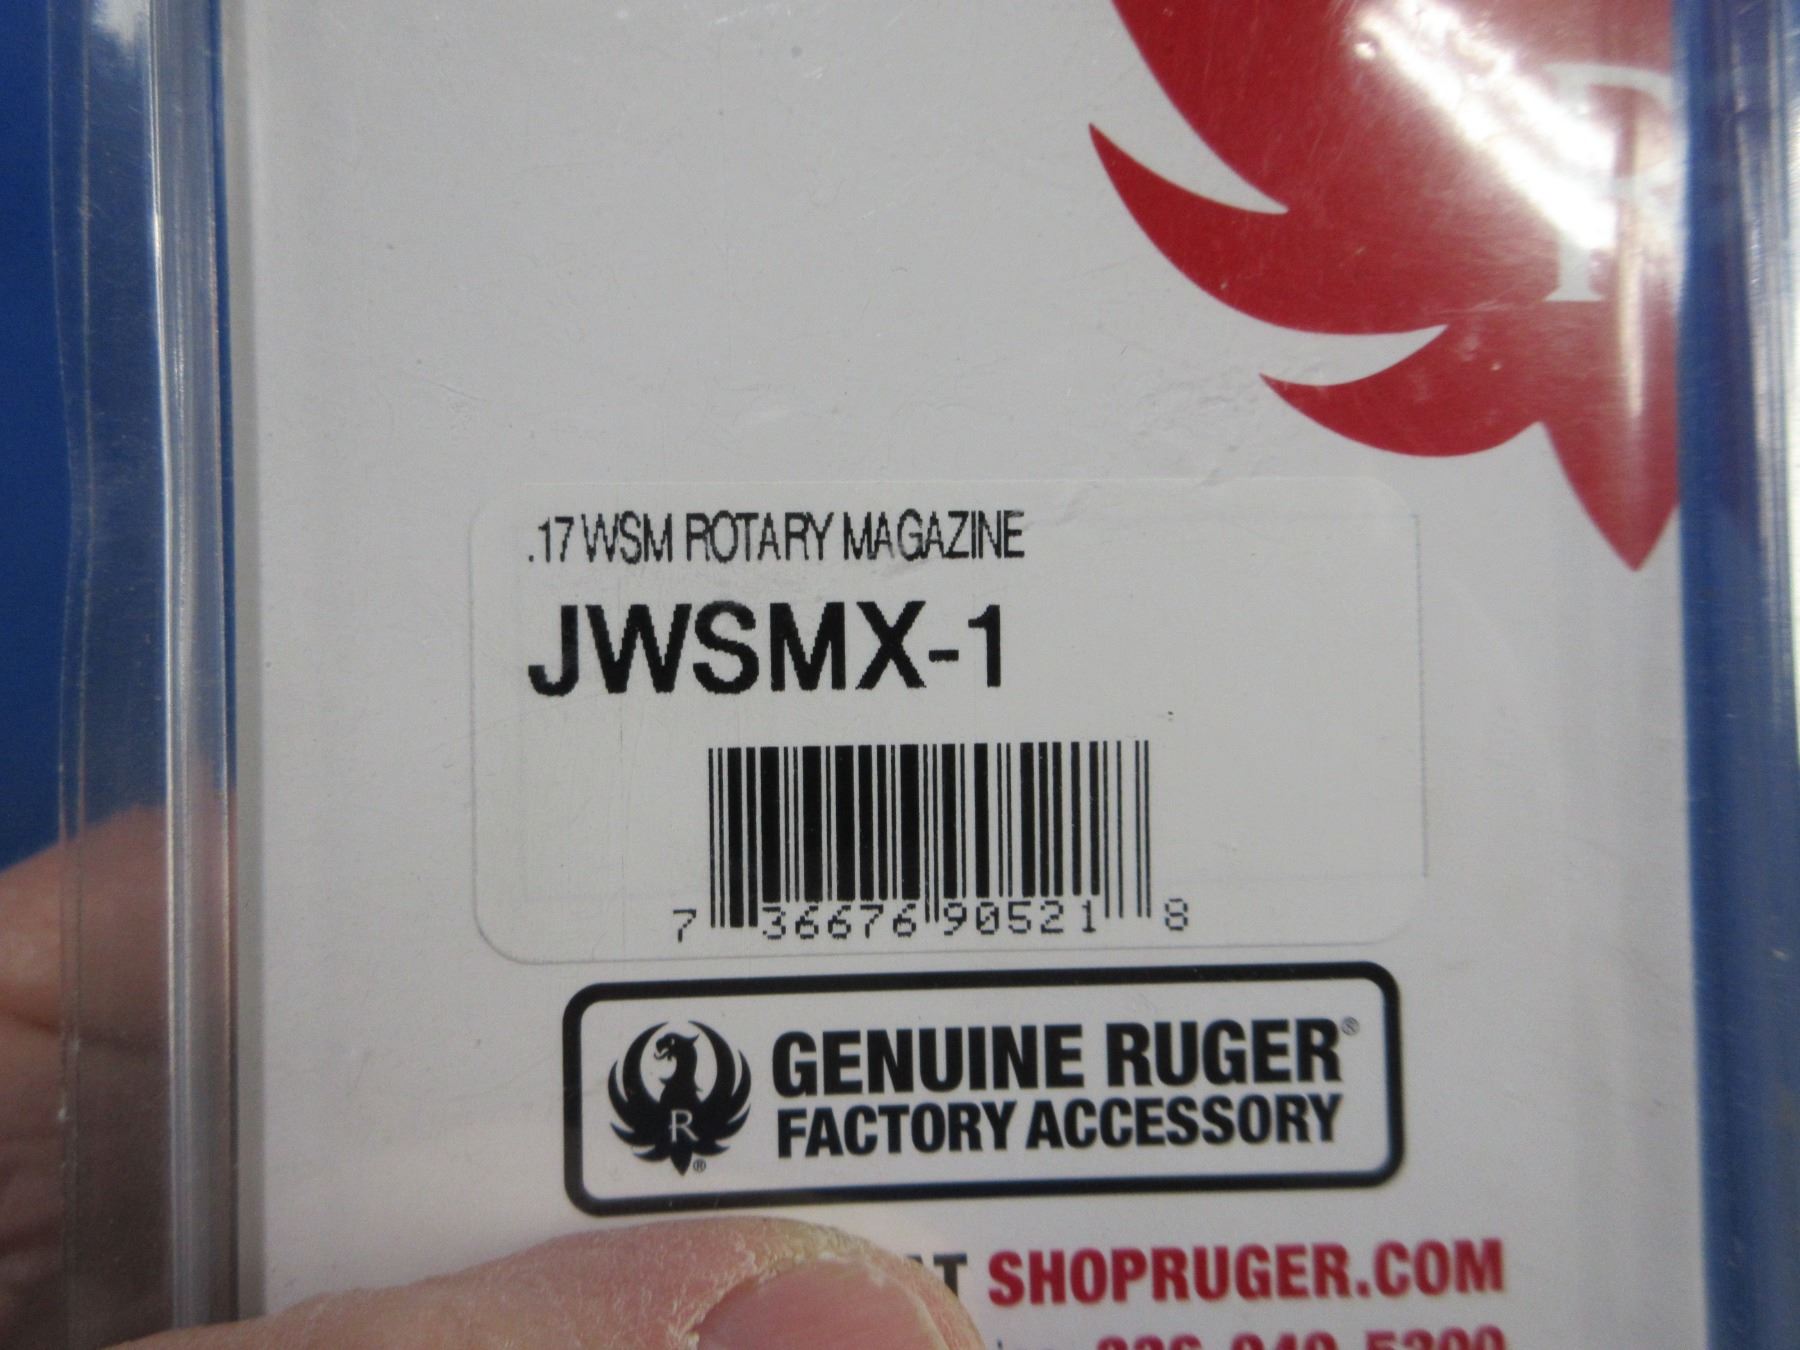 R
.17 WSM ROTARY MAGAZINE
JWSMX-1
7 36676 90521 8
GENUINE RUGER®
FACTORY ACCESSORY
R ®
SHOPRUGER.COM